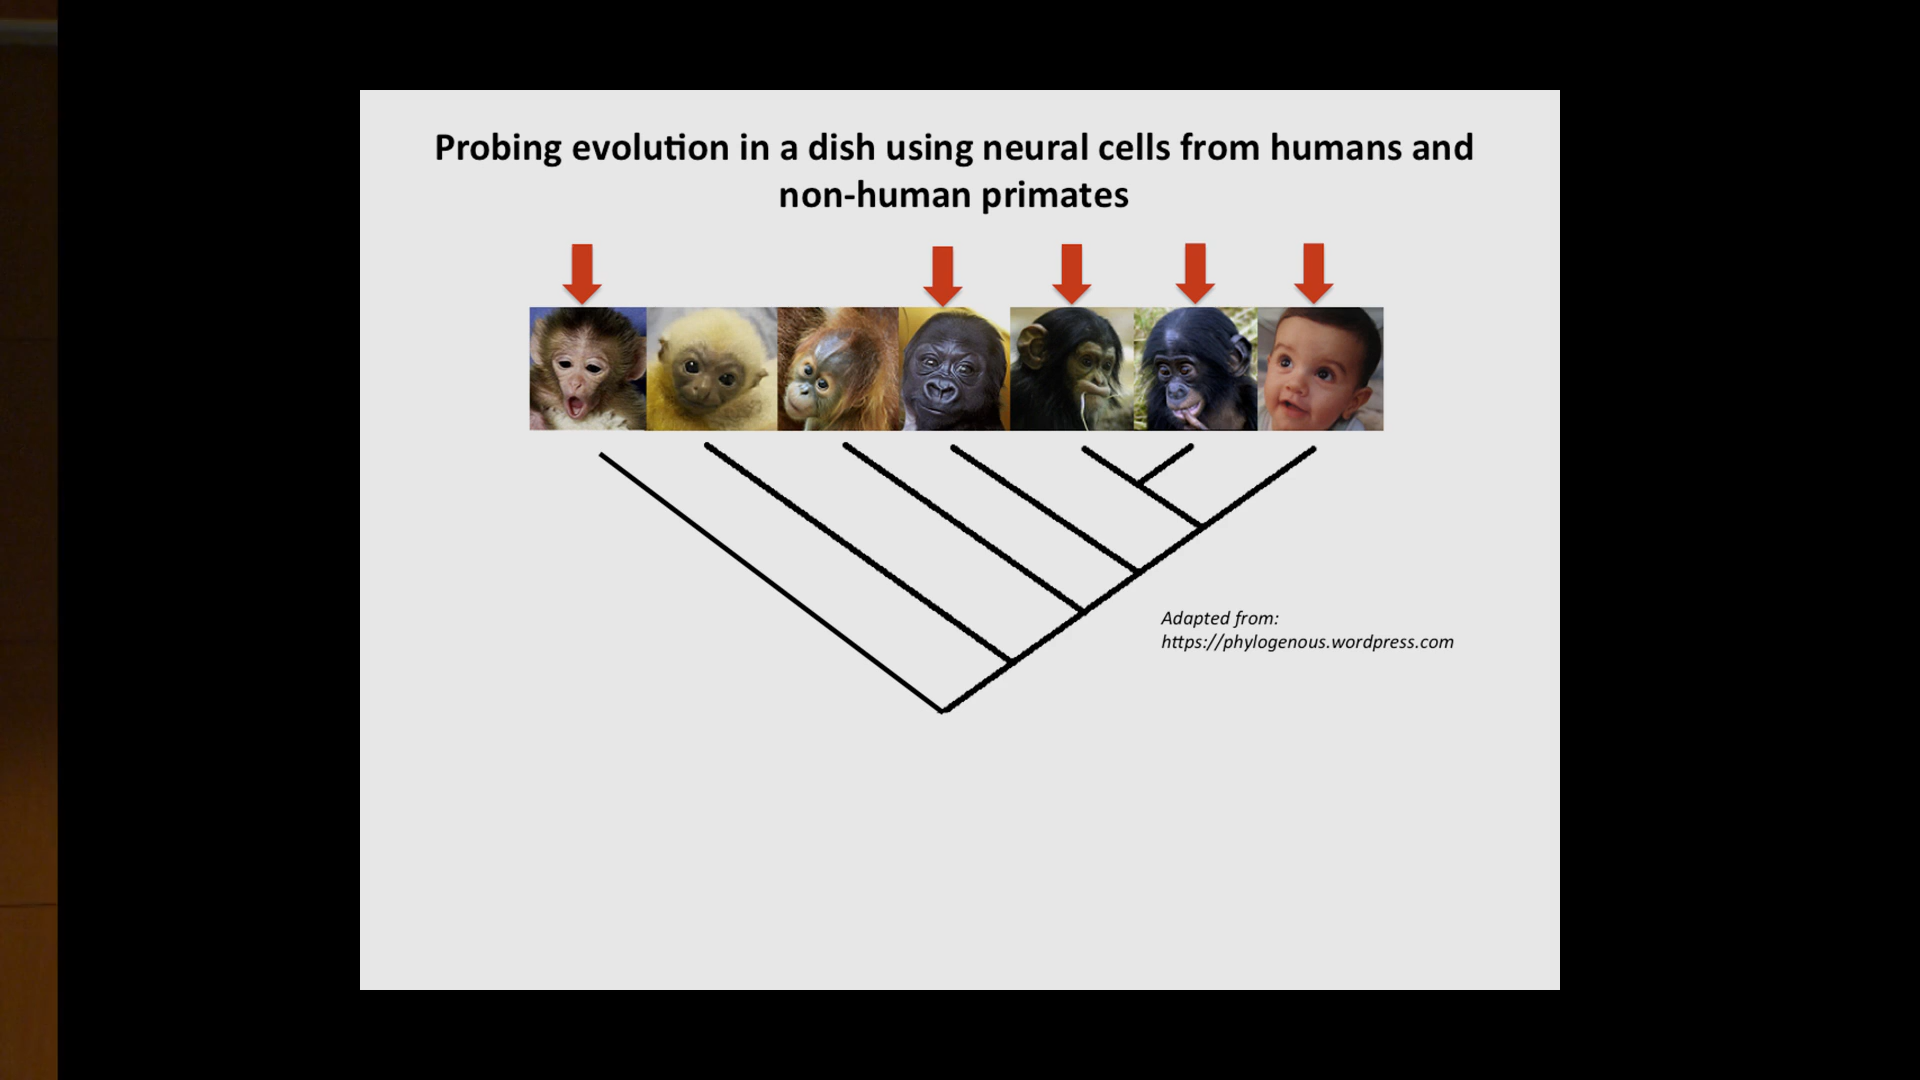 Probing evolution in a dish using neural cells from humans and
non-human primates
Adapted from:
https://phylogenous.wordpress.com